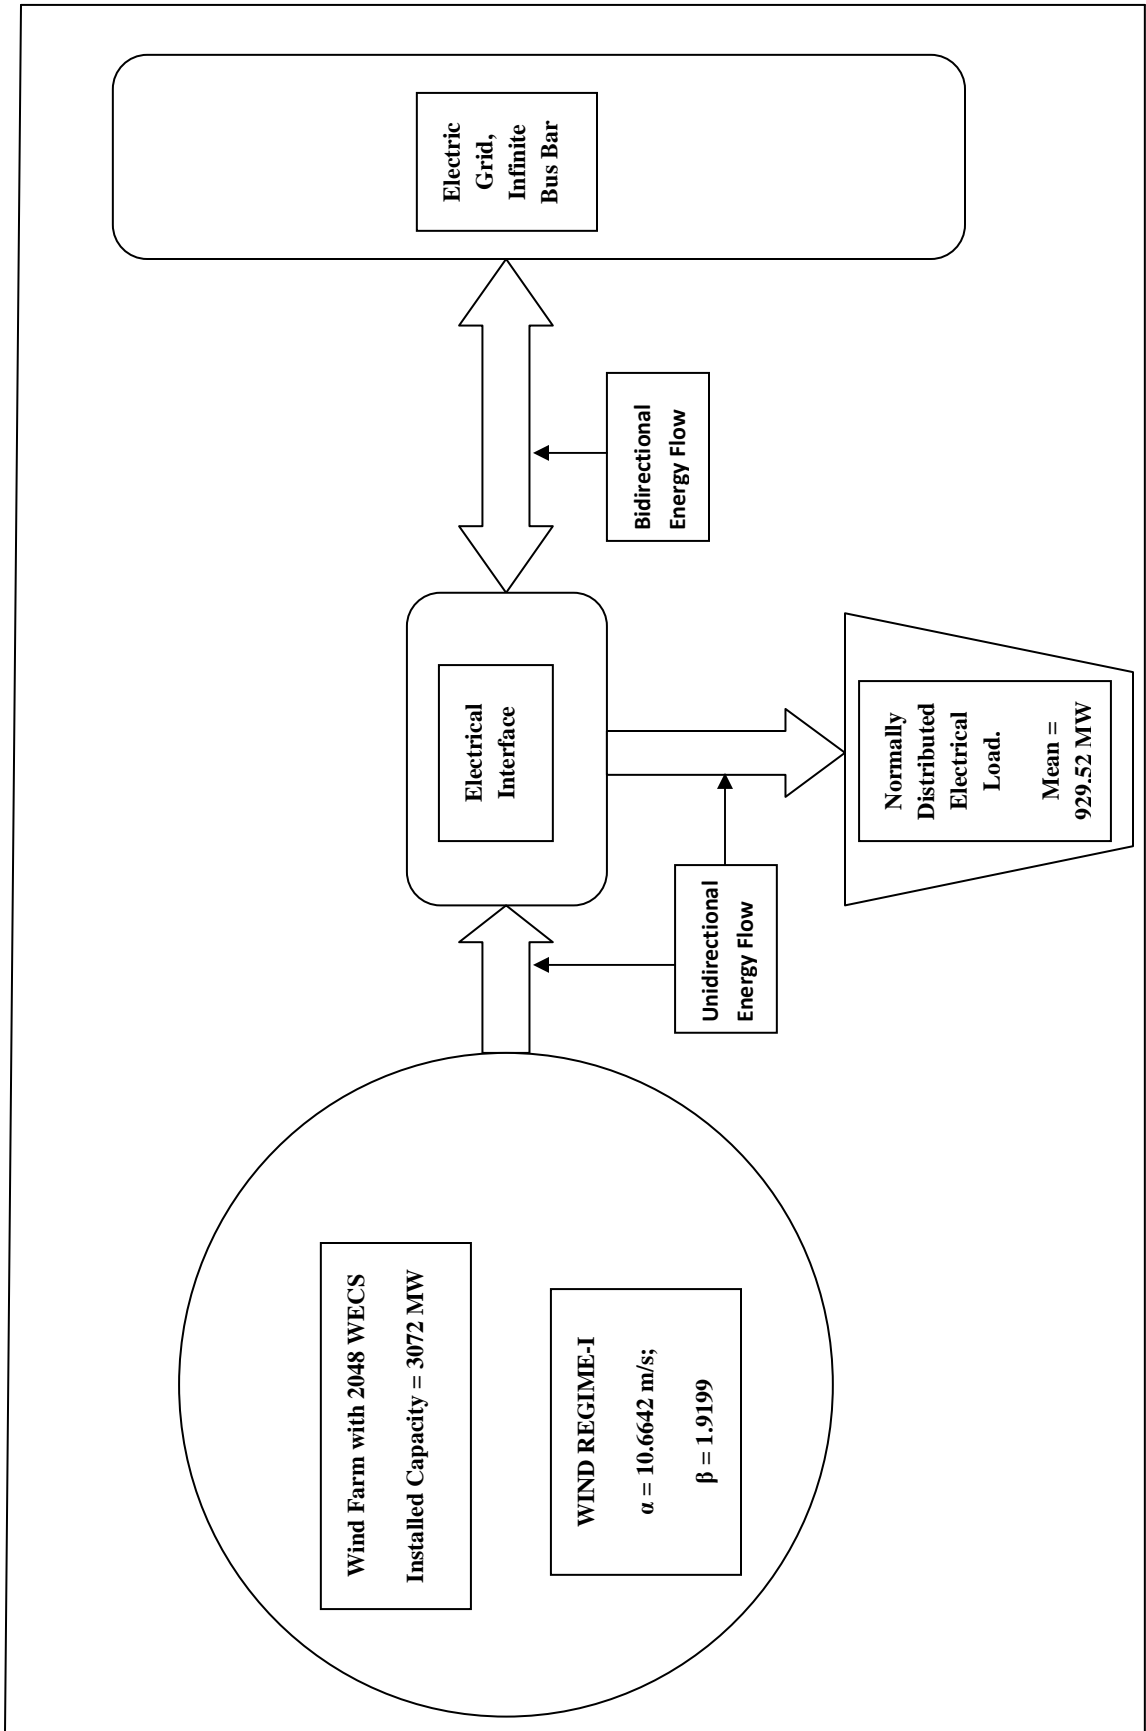 Wind Farm with 2048 WECS
Installed Capacity = 3072 MW
WIND REGIME-I
α = 10.6642 m/s;
β = 1.9199
Unidirectional
Energy Flow
Electrical
Interface
Normally
Distributed
Electrical
Load.
Mean =
929.52 MW
Bidirectional
Energy Flow
Electric
Grid,
Infinite
Bus Bar